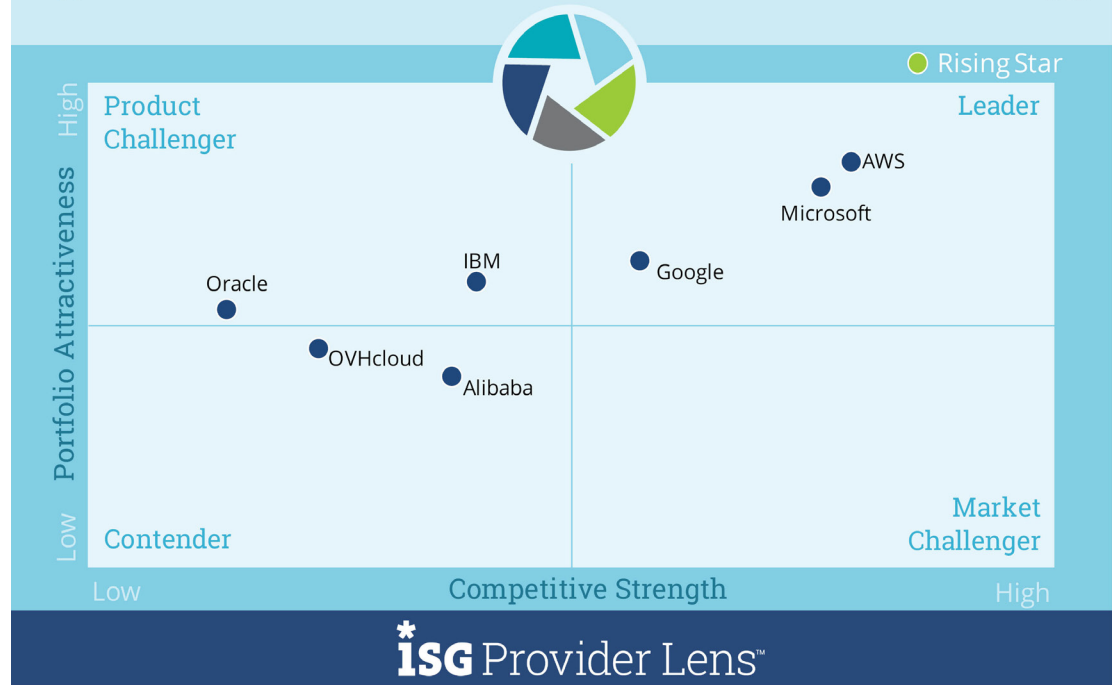 Rising Star
High
Product
Challenger
Leader
AWS
Microsoft
IBM
Google
Oracle
Portfolio Attractiveness
OVHcloud
Alibaba
Low
Contender
Market
Challenger
Low
Competitive Strength
High
iSG Provider Lens™